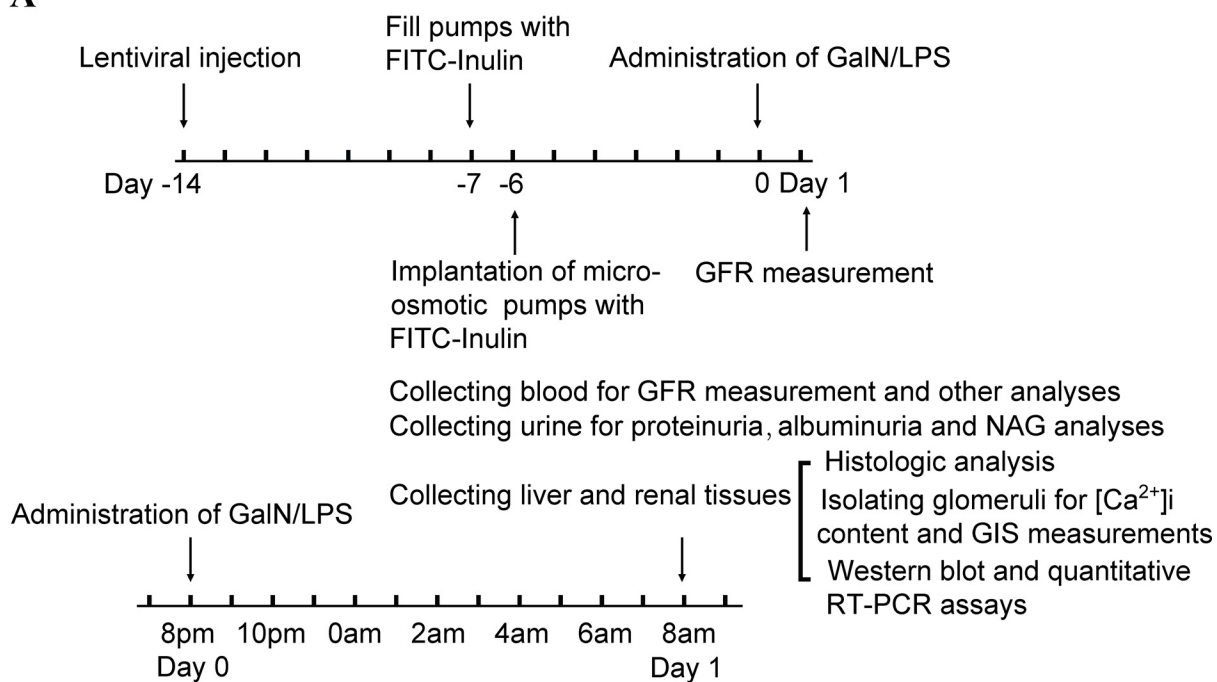 A
Fill pumps with
Lentiviral injection FITC-Inulin Administration of GalN/LPS
Day -14 -7 -6 0 Day 1
Implantation of micro- GFR measurement
osmotic pumps with
FITC-Inulin
Collecting blood for GFR measurement and other analyses
Collecting urine for proteinuria, albuminuria and NAG analyses
Histologic analysis
Collecting liver and renal tissues Isolating glomeruli for [Ca²⁺]i
Administration of GalN/LPS content and GIS measurements
Western blot and quantitative
RT-PCR assays
8pm 10pm 0am 2am 4am 6am 8am
Day 0 Day 1